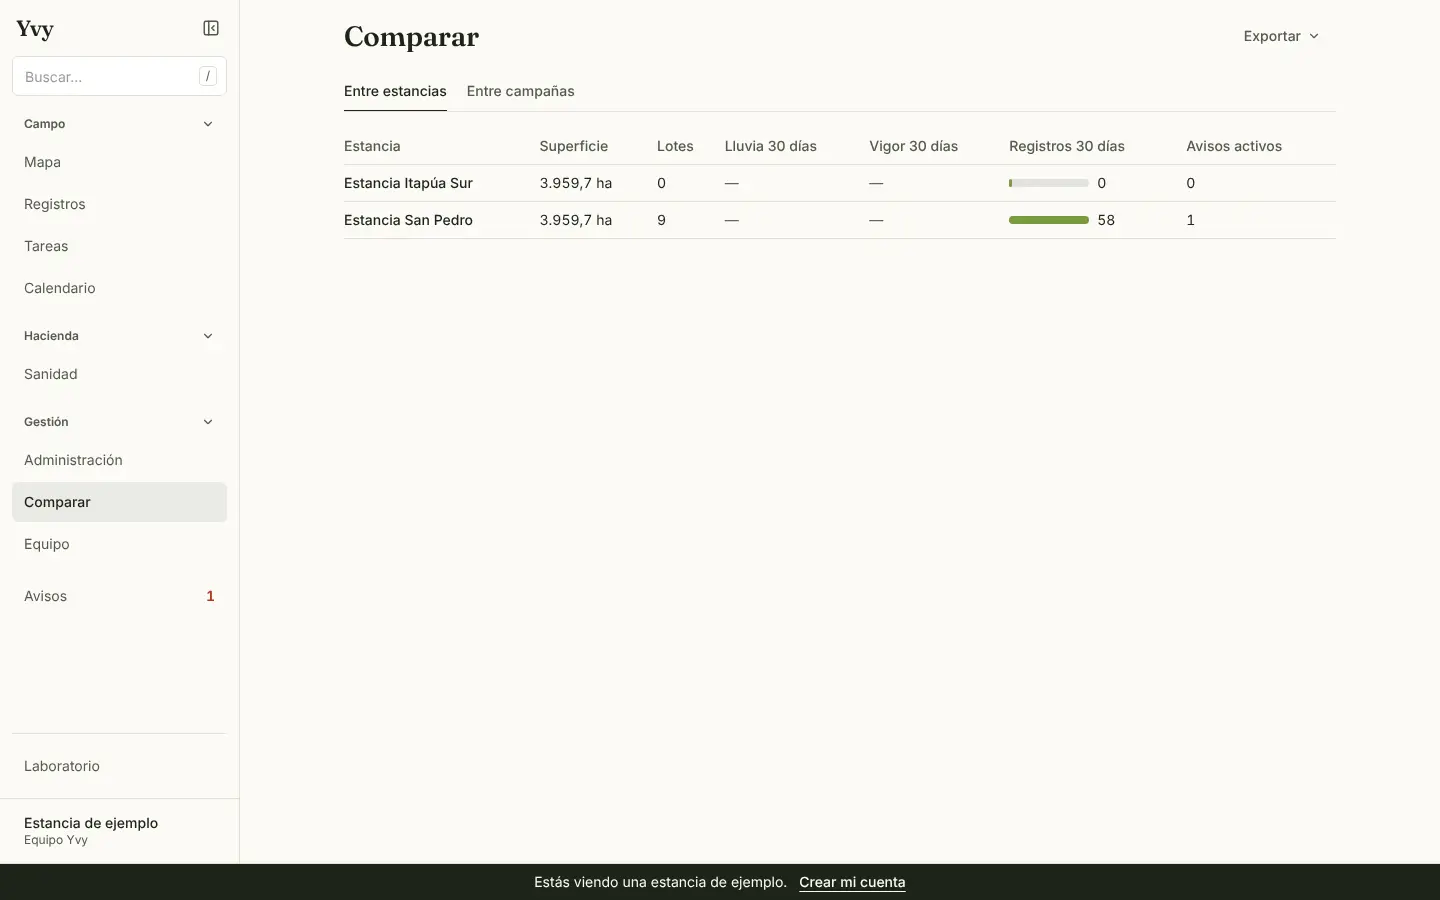 Yvy
Buscar... /
Campo
Mapa
Registros
Tareas
Calendario
Hacienda
Sanidad
Gestión
Administración
Comparar
Equipo
Avisos 1
Laboratorio
Estancia de ejemplo
Equipo Yvy
Comparar
Exportar
Entre estancias Entre campañas
Estancia Superficie Lotes Lluvia 30 días Vigor 30 días Registros 30 días Avisos activos
Estancia Itapúa Sur 3.959,7 ha 0 — — 0 0
Estancia San Pedro 3.959,7 ha 9 — — 58 1
Estás viendo una estancia de ejemplo. Crear mi cuenta